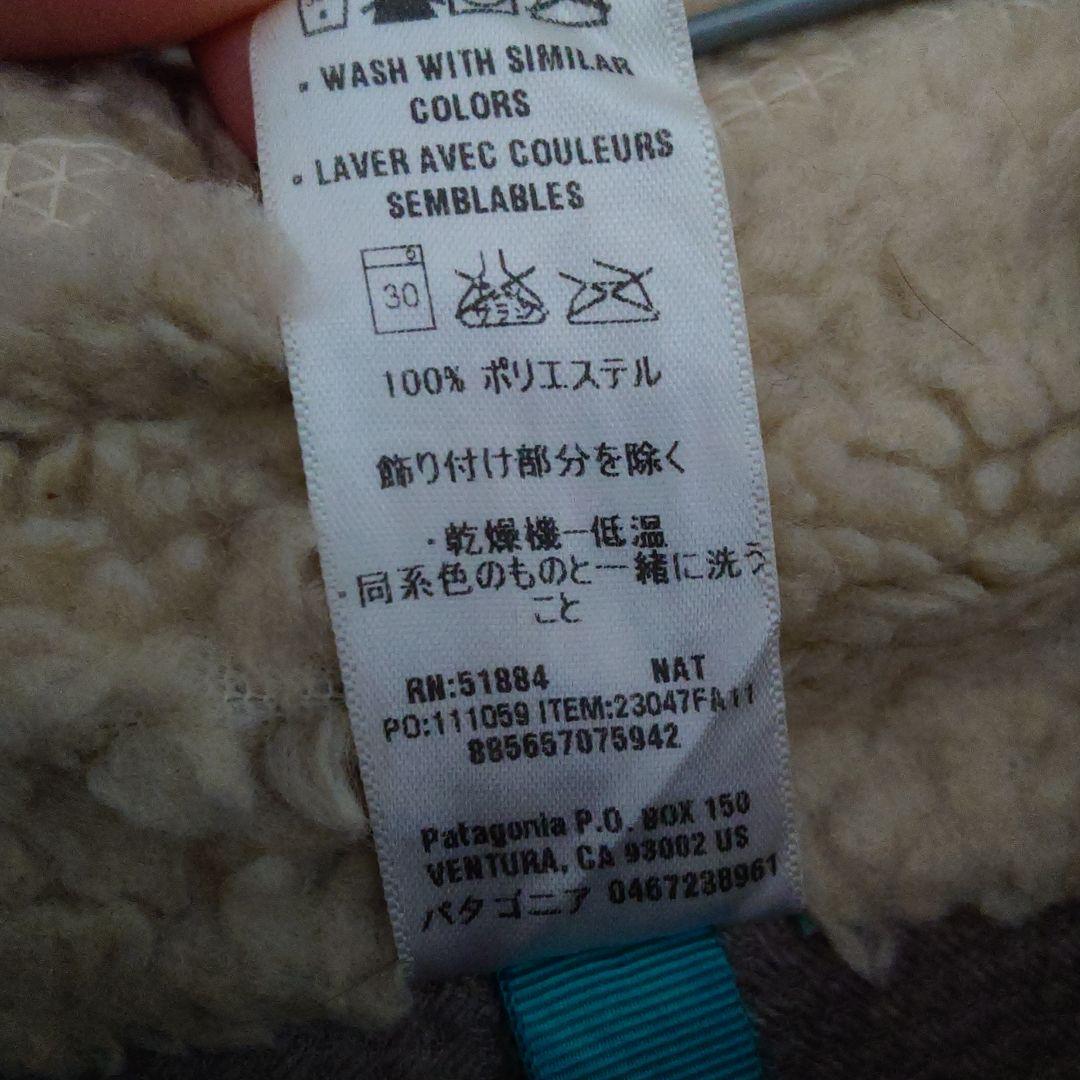 • WASH WITH SIMILAR
COLORS
• LAVER AVEC COULEURS
SEMBLABLES
30
100% ポリエステル
飾り付け部分を除く
・乾燥機ー低温
・同系色のものと一緒に洗う
こと
RN:51884 NAT
PO:111059 ITEM:23047FA11
885657075942
Patagonia P.O. BOX 150
VENTURA, CA 93002 US
パタゴニア 0467238961